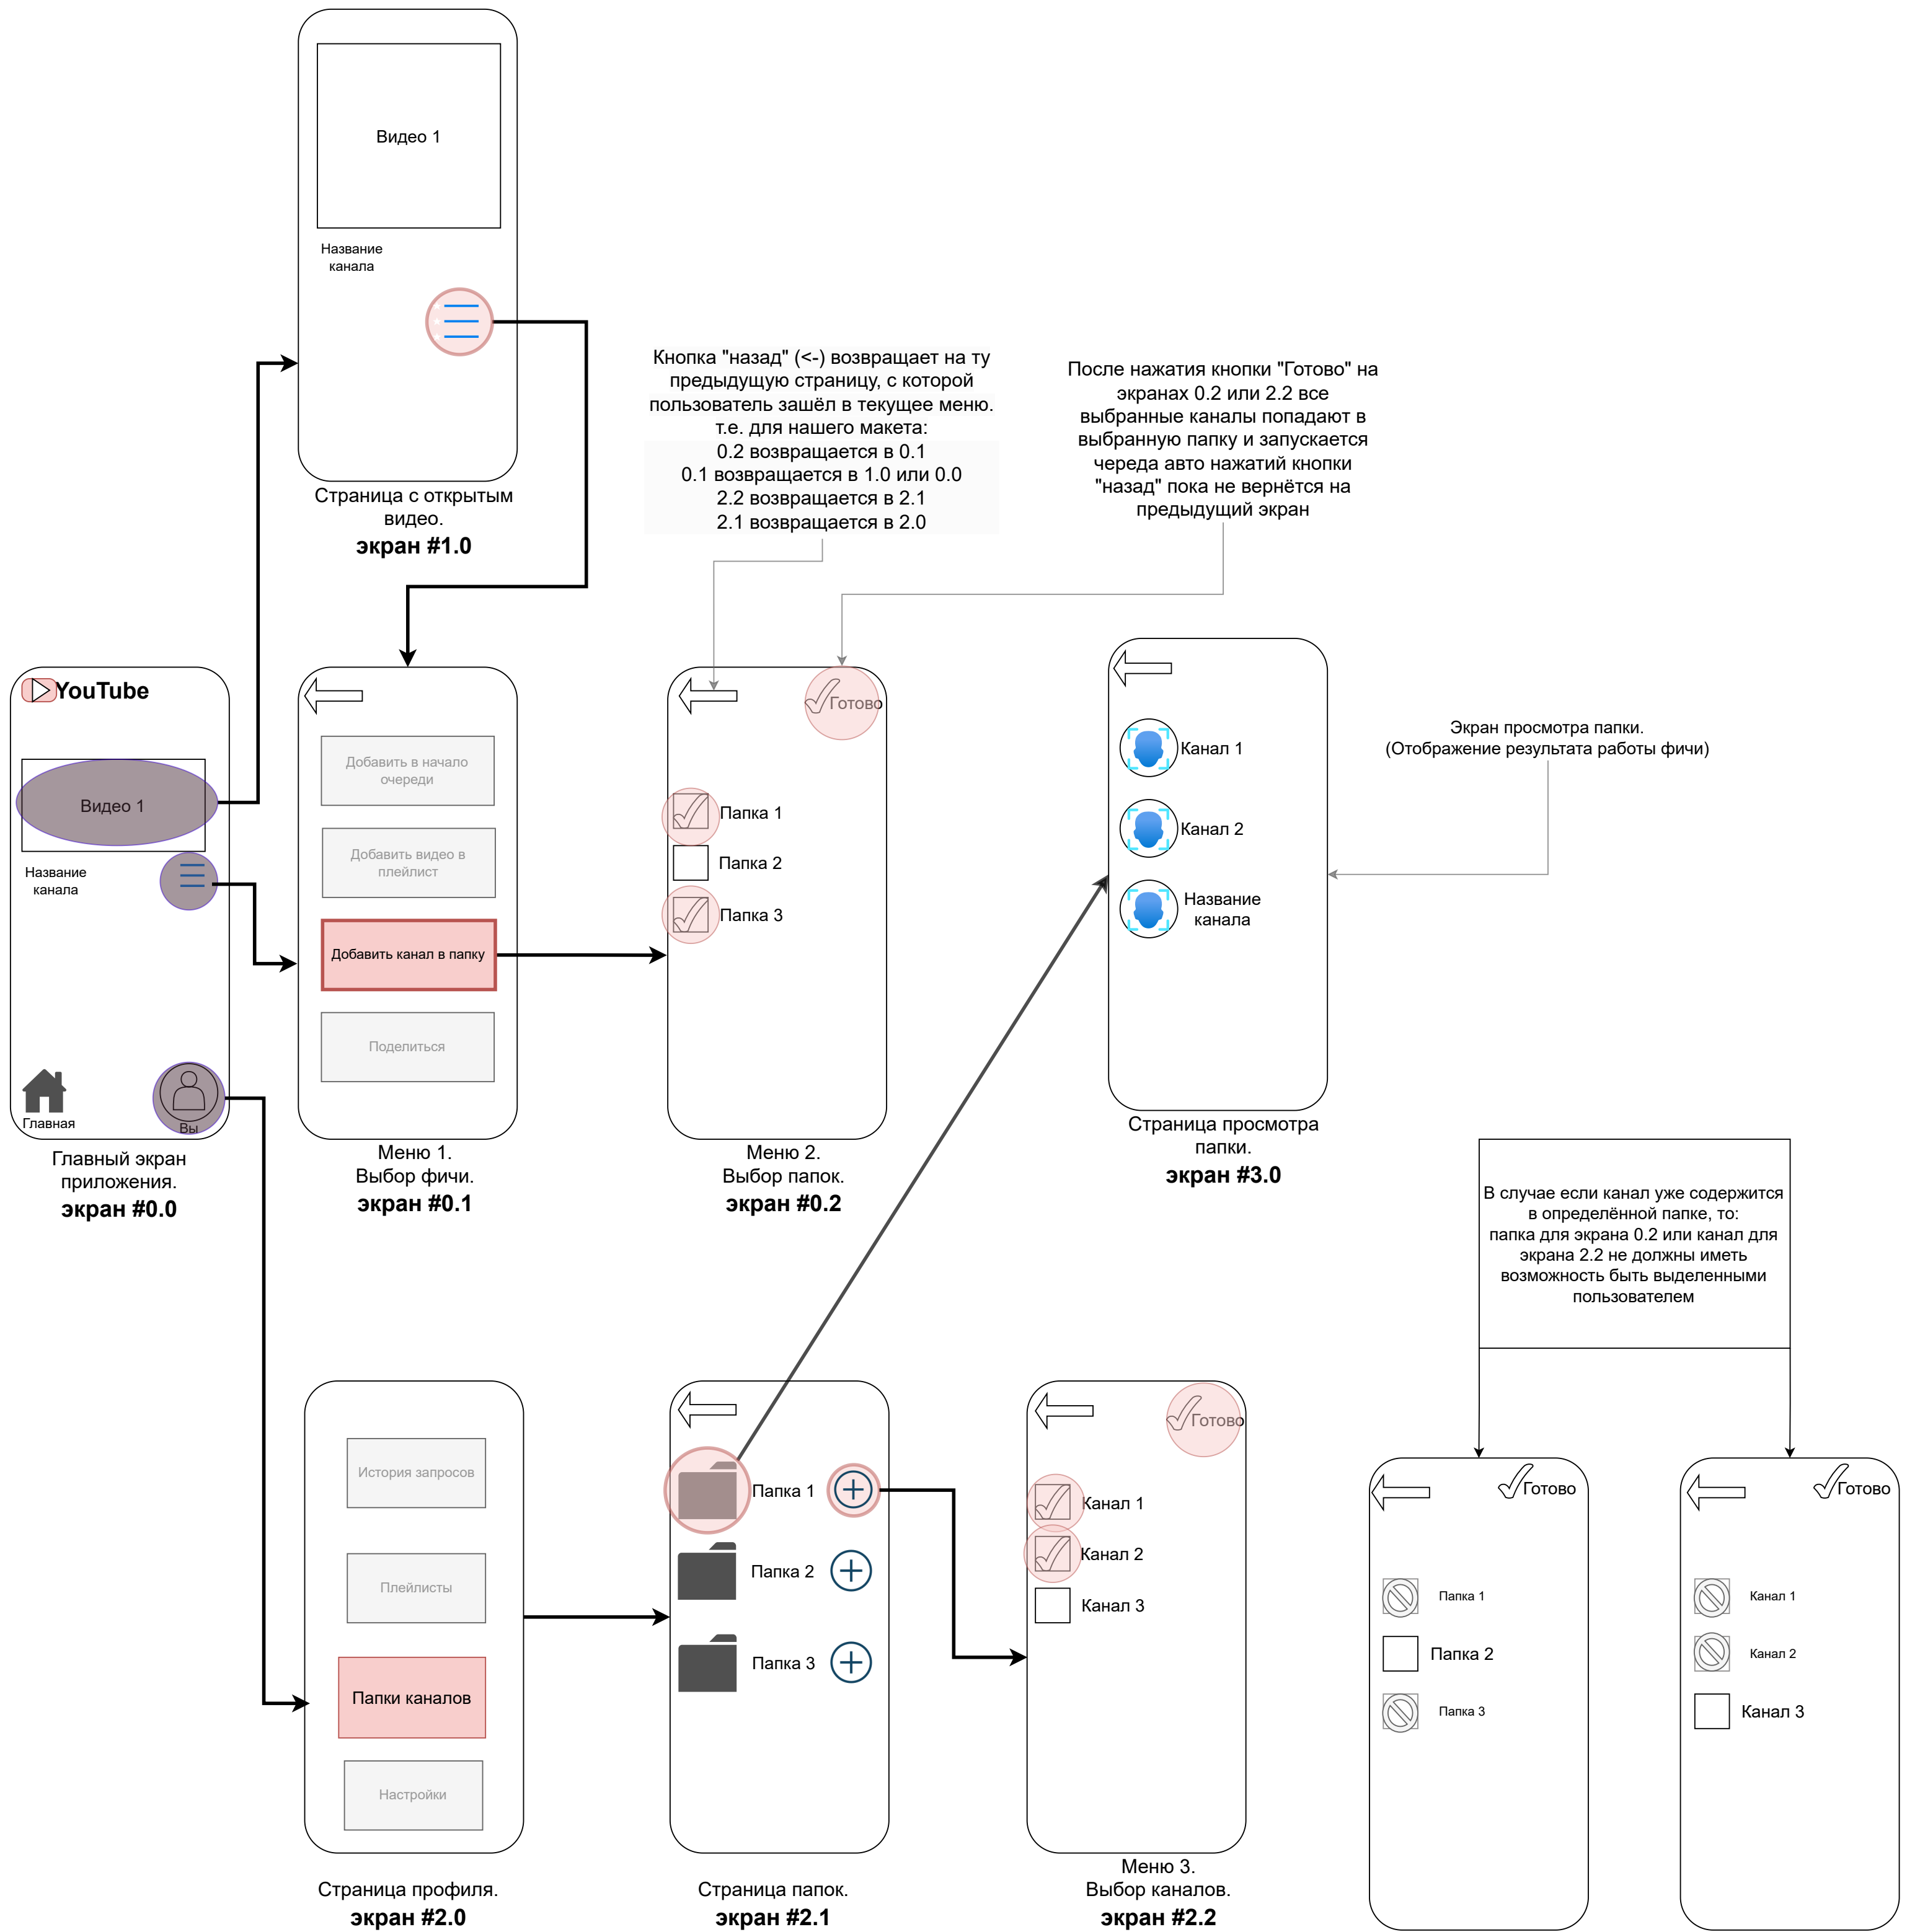 Видео 1
Название
канала
Страница с открытым
видео.
экран #1.0
Кнопка "назад" (<-) возвращает на ту
предыдущую страницу, с которой
пользователь зашёл в текущее меню.
т.е. для нашего макета:
0.2 возвращается в 0.1
0.1 возвращается в 1.0 или 0.0
2.2 возвращается в 2.1
2.1 возвращается в 2.0
После нажатия кнопки "Готово" на
экранах 0.2 или 2.2 все
выбранные каналы попадают в
выбранную папку и запускается
череда авто нажатий кнопки
"назад" пока не вернётся на
предыдущий экран
YouTube
Видео 1
Название
канала
Главная
Вы
Главный экран
приложения.
экран #0.0
Добавить в начало
очереди
Добавить видео в
плейлист
Добавить канал в папку
Поделиться
Меню 1.
Выбор фичи.
экран #0.1
Готово
Папка 1
Папка 2
Папка 3
Меню 2.
Выбор папок.
экран #0.2
Канал 1
Канал 2
Название
канала
Страница просмотра
папки.
экран #3.0
Экран просмотра папки.
(Отображение результата работы фичи)
В случае если канал уже содержится
в определённой папке, то:
папка для экрана 0.2 или канал для
экрана 2.2 не должны иметь
возможность быть выделенными
пользователем
История запросов
Плейлисты
Папки каналов
Настройки
Страница профиля.
экран #2.0
Папка 1
Папка 2
Папка 3
Страница папок.
экран #2.1
Готово
Канал 1
Канал 2
Канал 3
Меню 3.
Выбор каналов.
экран #2.2
Готово
Папка 1
Папка 2
Папка 3
Готово
Канал 1
Канал 2
Канал 3